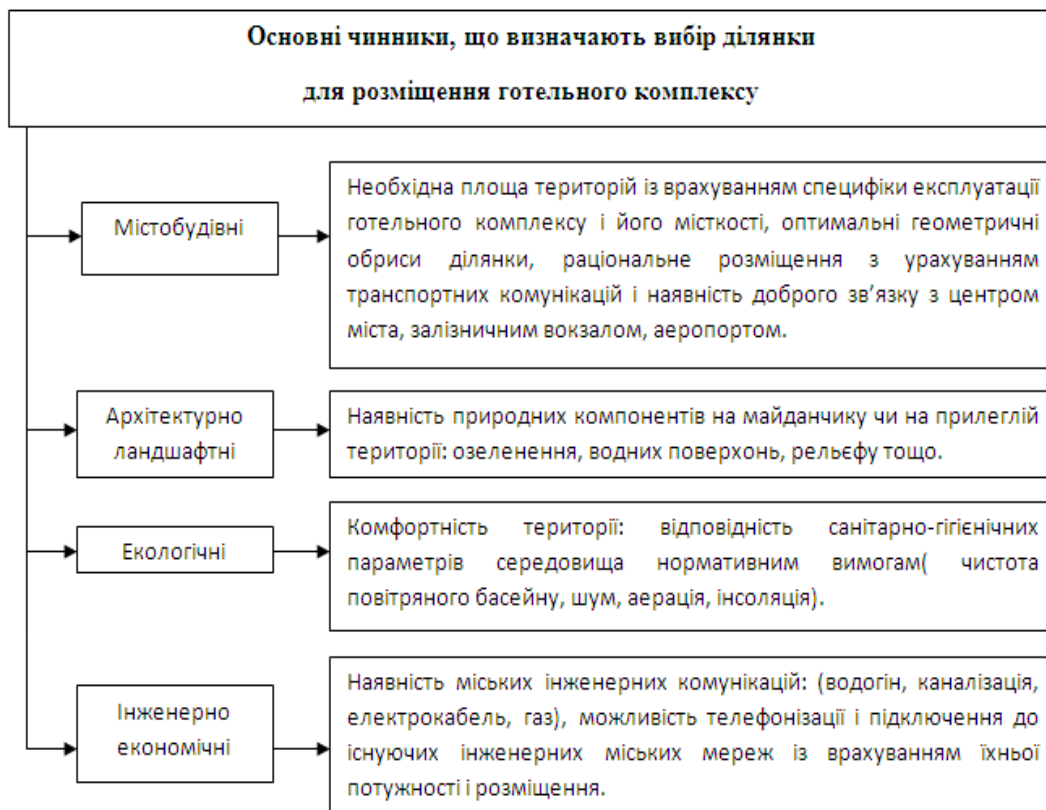 Основні чинники, що визначають вибір ділянки
для розміщення готельного комплексу
Містобудівні
Необхідна площа територій із врахуванням специфіки експлуатації
готельного комплексу і його місткості, оптимальні геометричні
обриси ділянки, раціональне розміщення з урахуванням
транспортних комунікацій і наявність доброго зв’язку з центром
міста, залізничним вокзалом, аеропортом.
Архітектурно
ландшафтні
Наявність природних компонентів на майданчику чи на прилеглій
території: озеленення, водних поверхонь, рельєфу тощо.
Екологічні
Комфортність території: відповідність санітарно-гігієнічних
параметрів середовища нормативним вимогам( чистота
повітряного басейну, шум, аерація, інсоляція).
Інженерно
економічні
Наявність міських інженерних комунікацій: (водогін, каналізація,
електрокабель, газ), можливість телефонізації і підключення до
існуючих інженерних міських мереж із врахуванням їхньої
потужності і розміщення.